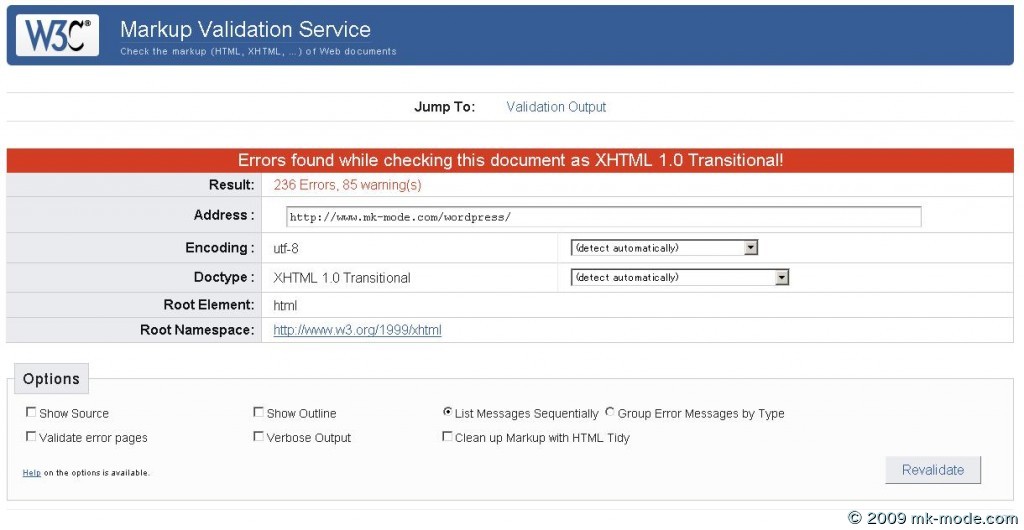 W3C® Markup Validation Service
Check the markup (HTML, XHTML, ...) of Web documents
Jump To: Validation Output
Errors found while checking this document as XHTML 1.0 Transitional!
Result: 236 Errors, 85 warning(s)
Address : http://www.mk-mode.com/wordpress/
Encoding : utf-8 (detect automatically)
Doctype : XHTML 1.0 Transitional (detect automatically)
Root Element: html
Root Namespace: http://www.w3.org/1999/xhtml
Options
Show Source Show Outline List Messages Sequentially Group Error Messages by Type
Validate error pages Verbose Output Clean up Markup with HTML Tidy
Help on the options is available.
Revalidate
© 2009 mk-mode.com